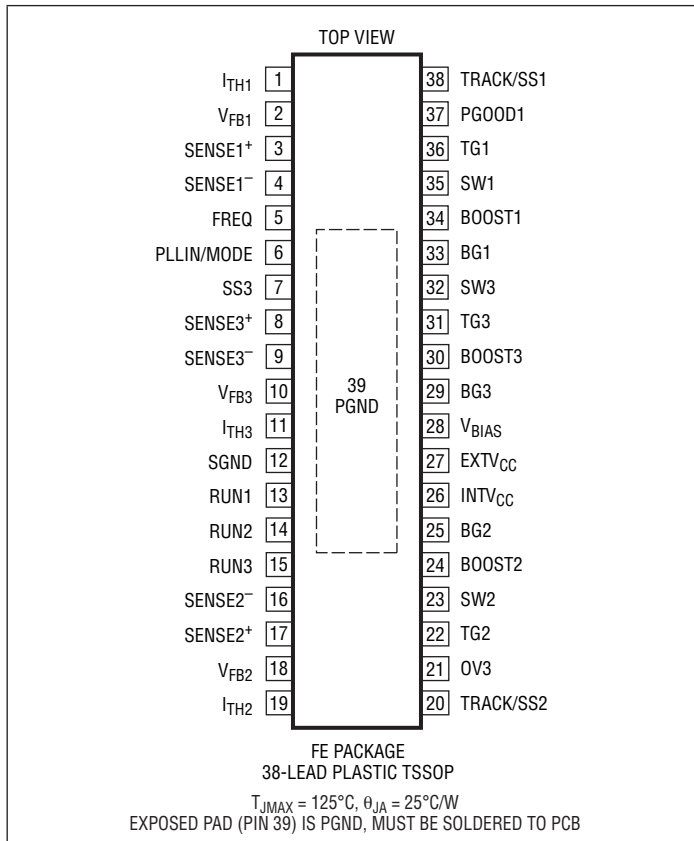 TOP VIEW
I_TH1 1 38 TRACK/SS1
V_FB1 2 37 PGOOD1
SENSE1⁺ 3 36 TG1
SENSE1⁻ 4 35 SW1
FREQ 5 34 BOOST1
PLLIN/MODE 6 33 BG1
SS3 7 32 SW3
SENSE3⁺ 8 31 TG3
SENSE3⁻ 9 30 BOOST3
V_FB3 10 29 BG3
I_TH3 11 28 V_BIAS
SGND 12 27 EXTV_CC
RUN1 13 26 INTV_CC
RUN2 14 25 BG2
RUN3 15 24 BOOST2
SENSE2⁻ 16 23 SW2
SENSE2⁺ 17 22 TG2
V_FB2 18 21 OV3
I_TH2 19 20 TRACK/SS2
39
PGND
FE PACKAGE
38-LEAD PLASTIC TSSOP
T_JMAX = 125°C, θ_JA = 25°C/W
EXPOSED PAD (PIN 39) IS PGND, MUST BE SOLDERED TO PCB